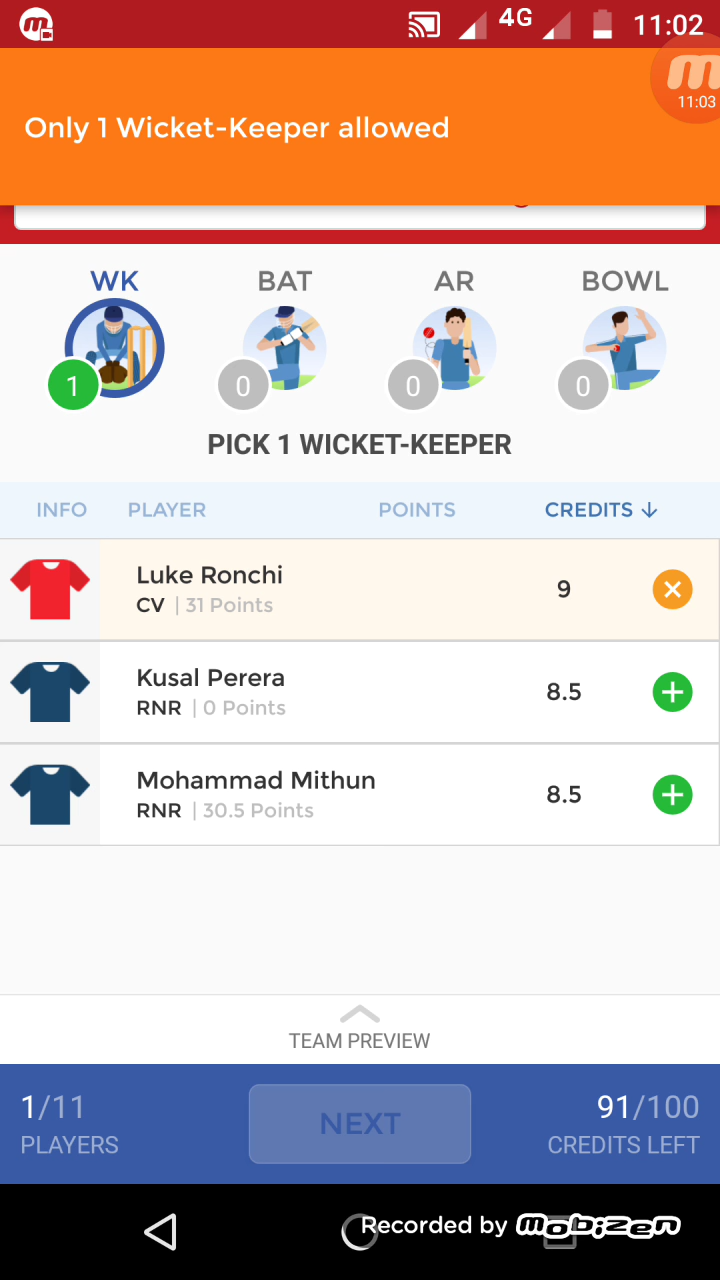 4G 11:02
11:03
Only 1 Wicket-Keeper allowed
WK BAT AR BOWL
1 0 0 0
PICK 1 WICKET-KEEPER
INFO PLAYER POINTS CREDITS ↓
Luke Ronchi
CV | 31 Points
9
Kusal Perera
RNR | 0 Points
8.5
Mohammad Mithun
RNR | 30.5 Points
8.5
TEAM PREVIEW
1/11
PLAYERS
NEXT
91/100
CREDITS LEFT
Recorded by mobizen